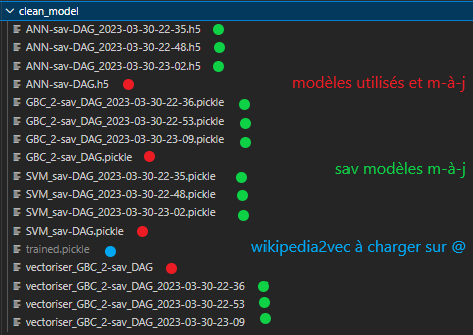 clean_model
ANN-sav-DAG_2023-03-30-22-35.h5
ANN-sav-DAG_2023-03-30-22-48.h5
ANN-sav-DAG_2023-03-30-23-02.h5
ANN-sav-DAG.h5
modèles utilisés et m-à-j
GBC_2-sav_DAG_2023-03-30-22-36.pickle
GBC_2-sav_DAG_2023-03-30-22-53.pickle
GBC_2-sav_DAG_2023-03-30-23-09.pickle
GBC_2-sav_DAG.pickle
sav modèles m-à-j
SVM_sav-DAG_2023-03-30-22-35.pickle
SVM_sav-DAG_2023-03-30-22-48.pickle
SVM_sav-DAG_2023-03-30-23-02.pickle
SVM_sav-DAG.pickle
trained.pickle
wikipedia2vec à charger sur @
vectoriser_GBC_2-sav_DAG
vectoriser_GBC_2-sav_DAG_2023-03-30-22-36
vectoriser_GBC_2-sav_DAG_2023-03-30-22-53
vectoriser_GBC_2-sav_DAG_2023-03-30-23-09